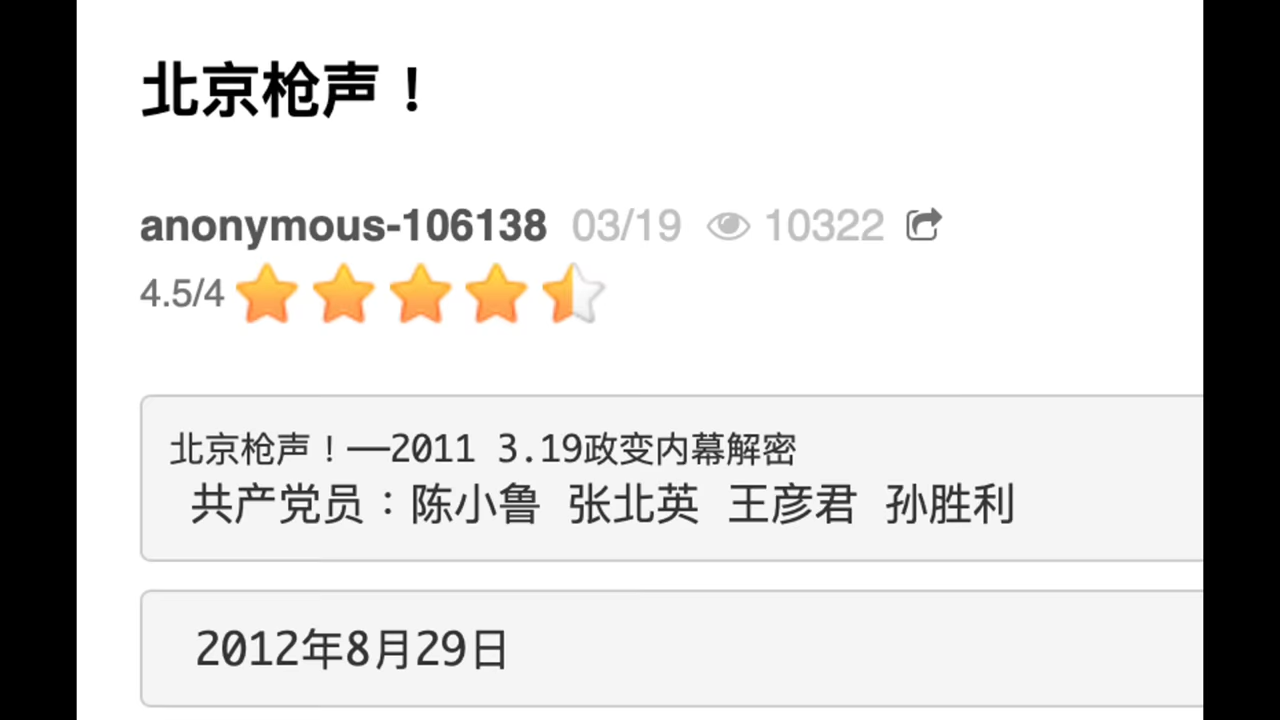 北京枪声！
anonymous-106138 03/19 10322
4.5/4
北京枪声！——2011 3.19政变内幕解密
共产党员：陈小鲁 张北英 王彦君 孙胜利
2012年8月29日